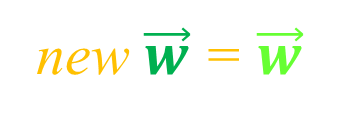 new w⃗ = w⃗